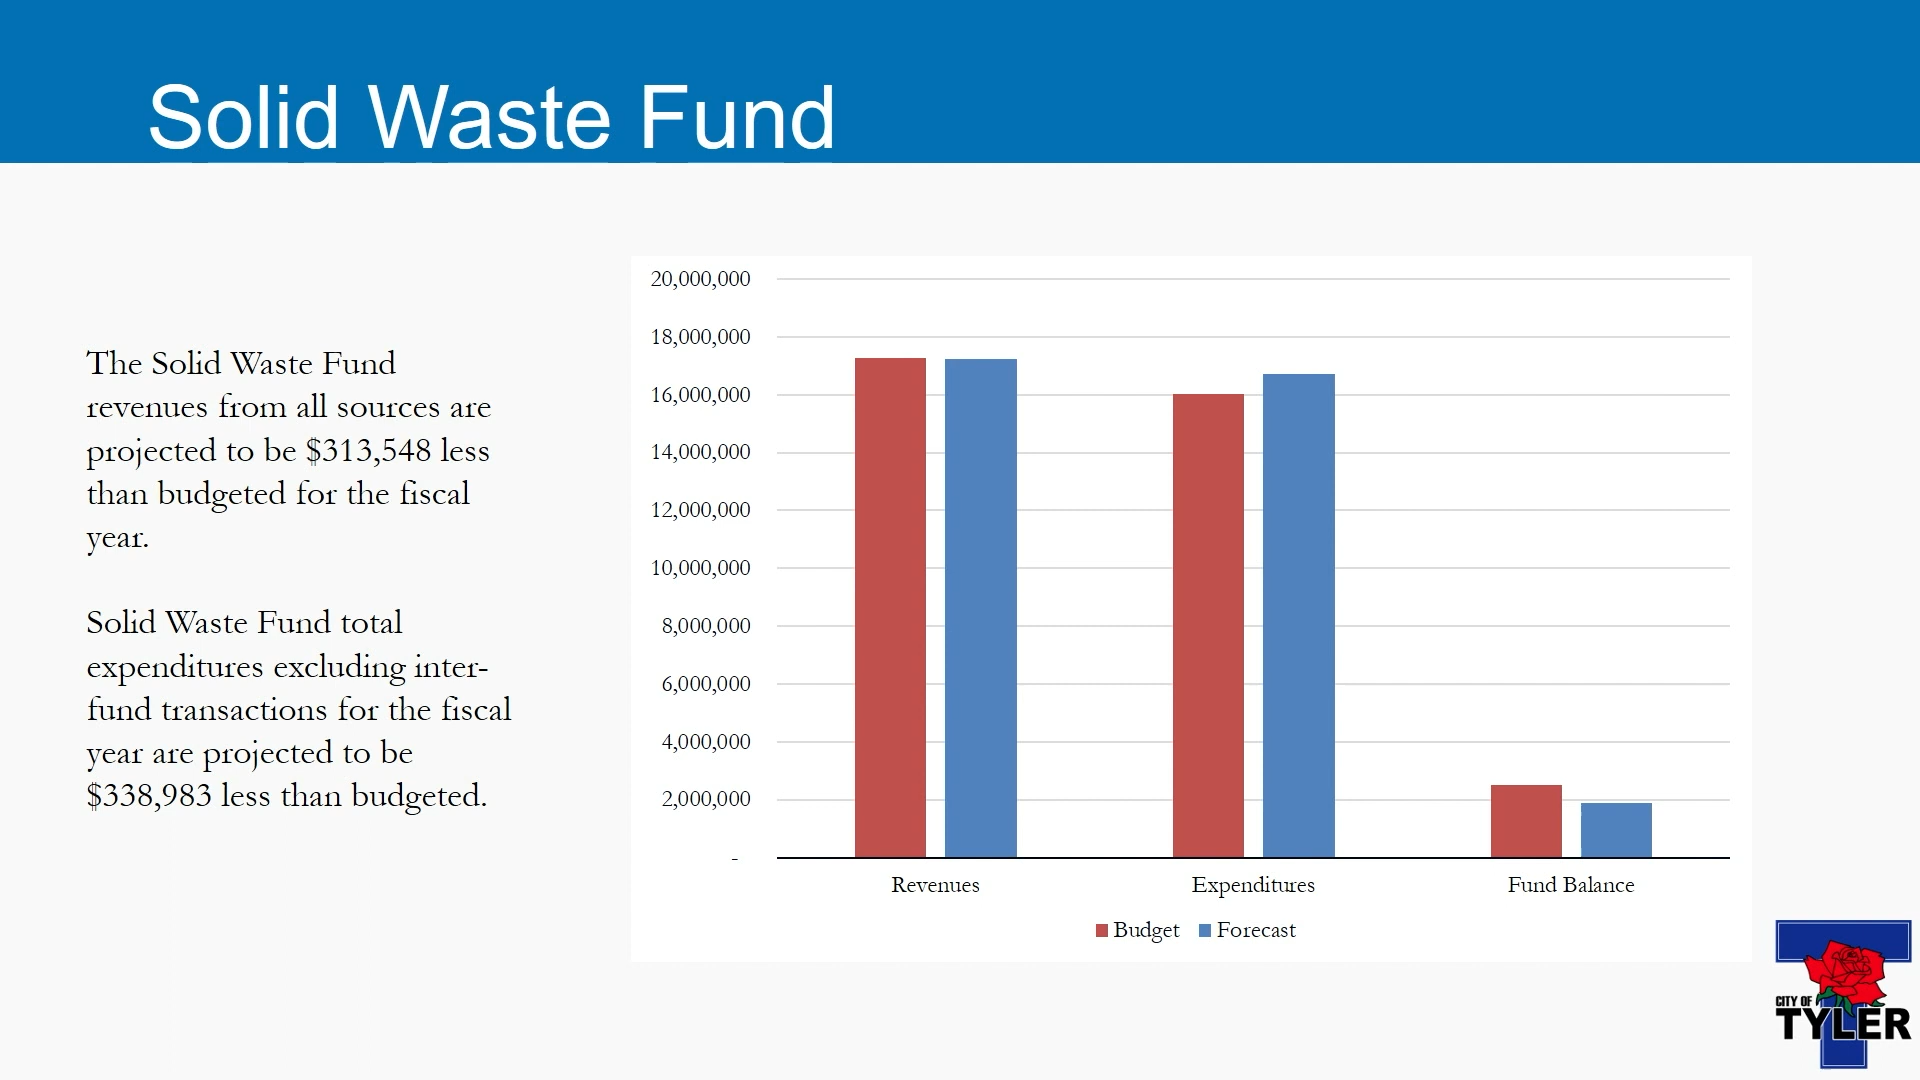 Solid Waste Fund
The Solid Waste Fund
revenues from all sources are
projected to be $313,548 less
than budgeted for the fiscal
year.
Solid Waste Fund total
expenditures excluding inter-
fund transactions for the fiscal
year are projected to be
$338,983 less than budgeted.
20,000,000
18,000,000
16,000,000
14,000,000
12,000,000
10,000,000
8,000,000
6,000,000
4,000,000
2,000,000
-
Revenues Expenditures Fund Balance
Budget Forecast
CITY OF
TYLER